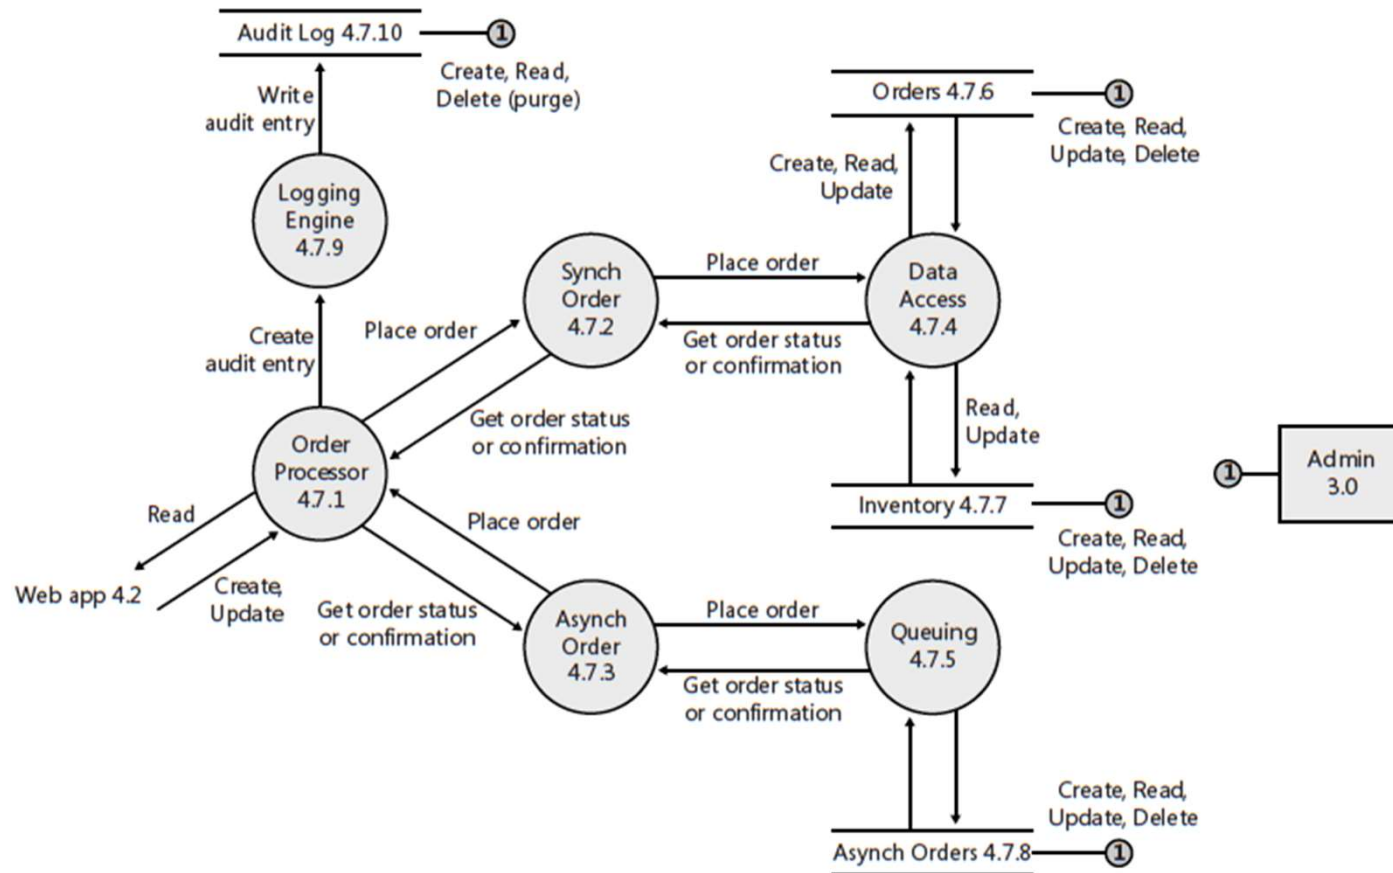 Audit Log 4.7.10
1
Create, Read,
Delete (purge)
Write
audit entry
Orders 4.7.6
1
Create, Read,
Update, Delete
Create, Read,
Update
Logging
Engine
4.7.9
Synch
Order
4.7.2
Place order
Data
Access
4.7.4
Get order status
or confirmation
Create
audit entry
Place order
Get order status
or confirmation
Read,
Update
Order
Processor
4.7.1
Admin
3.0
1
Inventory 4.7.7
1
Create, Read,
Update, Delete
Read
Place order
Web app 4.2
Create,
Update
Get order status
or confirmation
Asynch
Order
4.7.3
Place order
Queuing
4.7.5
Get order status
or confirmation
Create, Read,
Update, Delete
Asynch Orders 4.7.8
1